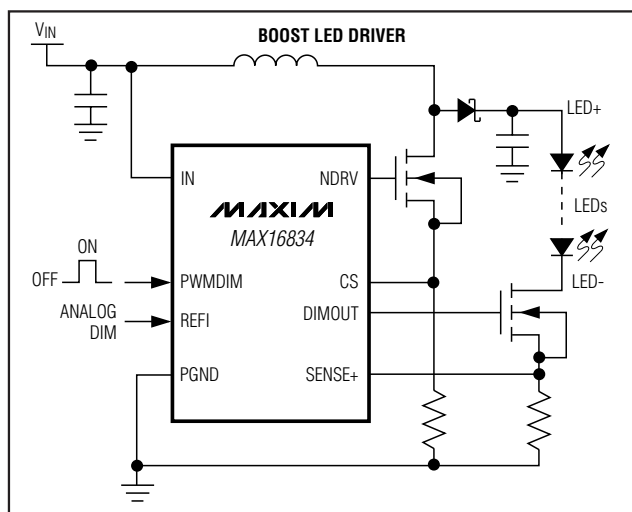 VIN
BOOST LED DRIVER
LED+
IN
NDRV
MAXIM
MAX16834
LEDs
ON
OFF
PWMDIM
CS
LED-
ANALOG
DIM
REFI
DIMOUT
PGND
SENSE+